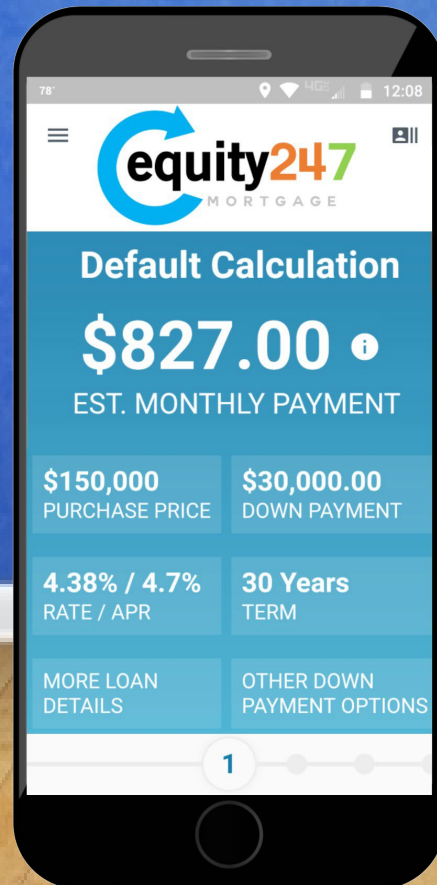 78°
4GE
12:08
equity247
MORTGAGE
Default Calculation
$827.00
EST. MONTHLY PAYMENT
$150,000
PURCHASE PRICE
$30,000.00
DOWN PAYMENT
4.38% / 4.7%
RATE / APR
30 Years
TERM
MORE LOAN
DETAILS
OTHER DOWN
PAYMENT OPTIONS
1